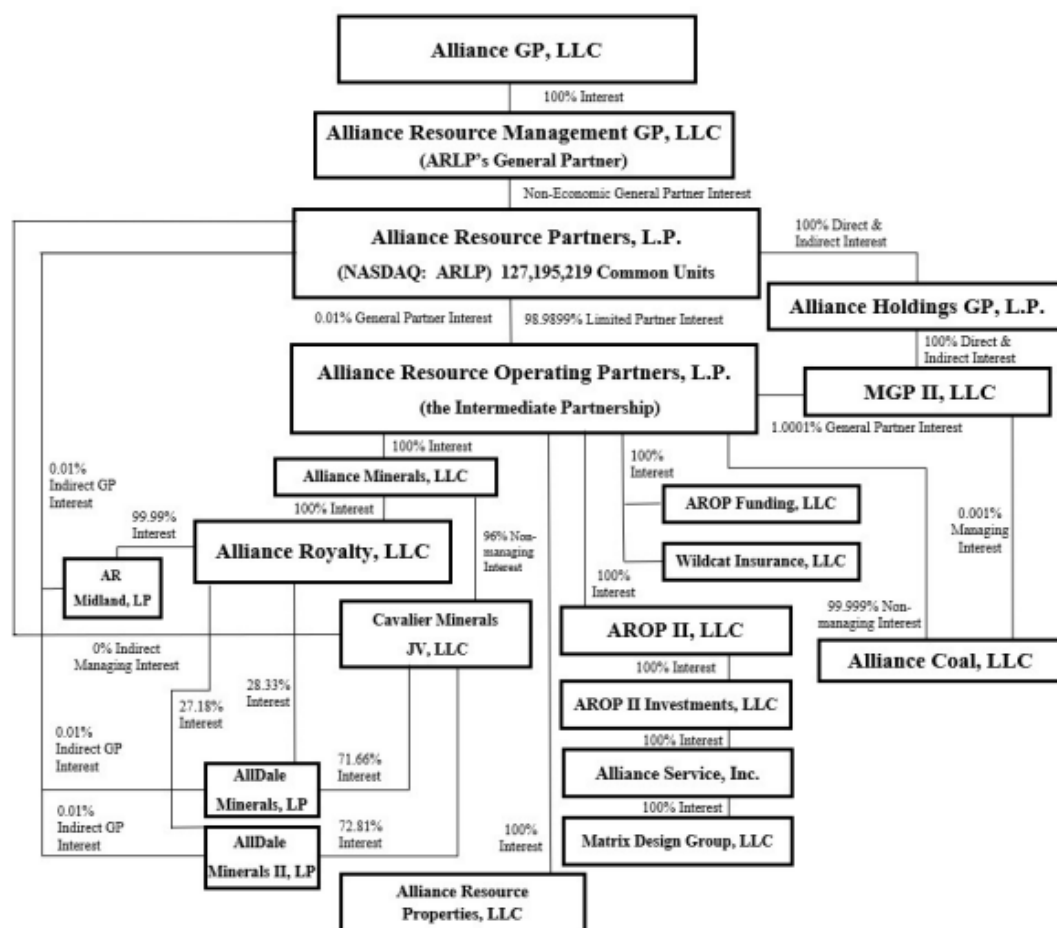 Alliance GP, LLC
100% Interest
Alliance Resource Management GP, LLC
(ARLP's General Partner)
Non-Economic General Partner Interest
Alliance Resource Partners, L.P.
(NASDAQ: ARLP) 127,195,219 Common Units
100% Direct &
Indirect Interest
Alliance Holdings GP, L.P.
0.01% General Partner Interest
98.9899% Limited Partner Interest
100% Direct &
Indirect Interest
Alliance Resource Operating Partners, L.P.
(the Intermediate Partnership)
MGP II, LLC
1.0001% General Partner Interest
100% Interest
Alliance Minerals, LLC
100%
Interest
0.01%
Indirect GP
Interest
100% Interest
AROP Funding, LLC
99.99%
Interest
Alliance Royalty, LLC
96% Non-
managing
Interest
0.001%
Managing
Interest
Wildcat Insurance, LLC
AR
Midland, LP
100%
Interest
Cavalier Minerals
JV, LLC
AROP II, LLC
99.999% Non-
managing Interest
Alliance Coal, LLC
0% Indirect
Managing Interest
100% Interest
28.33%
Interest
27.18%
Interest
AROP II Investments, LLC
0.01%
Indirect GP
Interest
100% Interest
71.66%
Interest
AllDale
Minerals, LP
Alliance Service, Inc.
0.01%
Indirect GP
Interest
100% Interest
72.81%
Interest
AllDale
Minerals II, LP
100%
Interest
Matrix Design Group, LLC
Alliance Resource
Properties, LLC